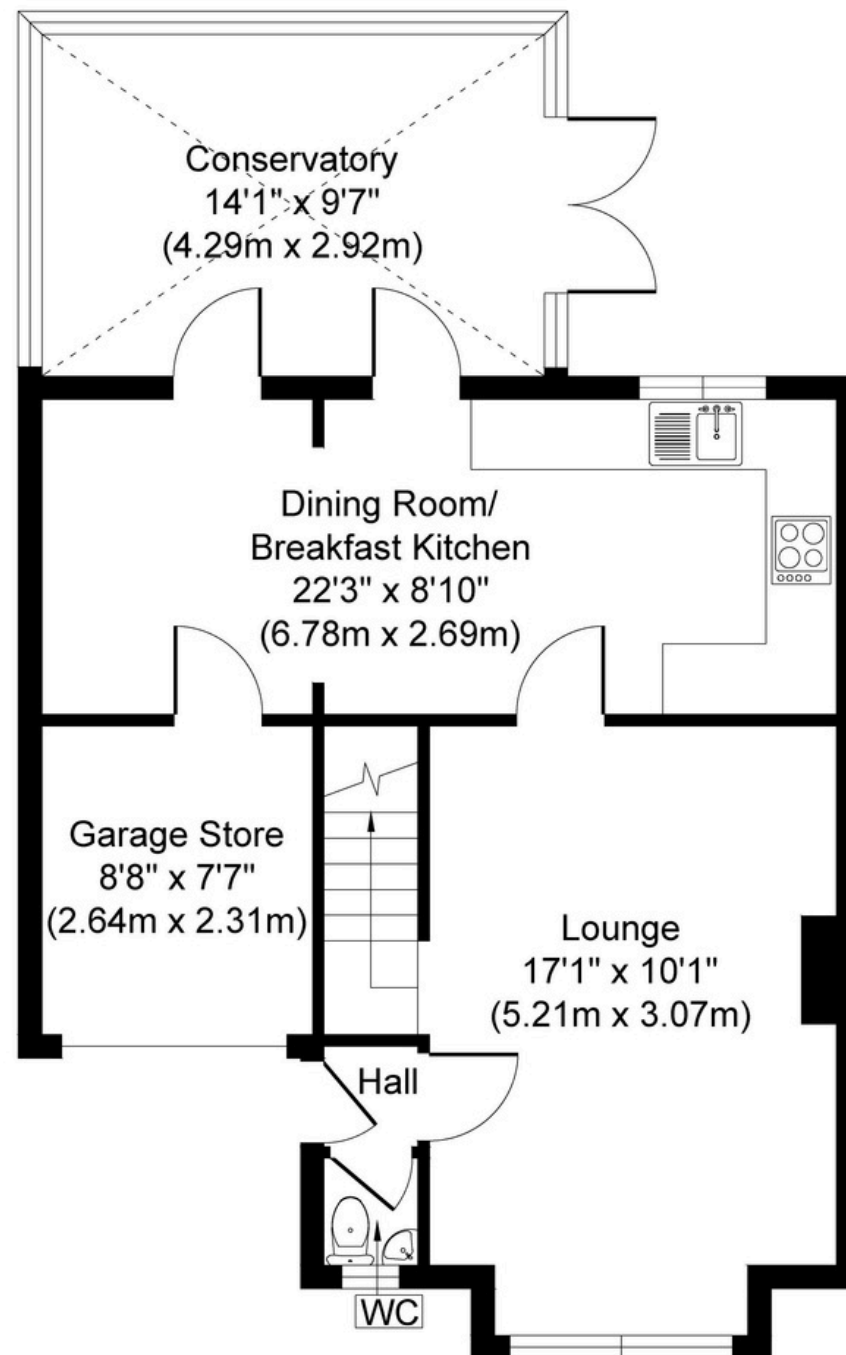 Conservatory
14'1" x 9'7"
(4.29m x 2.92m)
Dining Room/
Breakfast Kitchen
22'3" x 8'10"
(6.78m x 2.69m)
Garage Store
8'8" x 7'7"
(2.64m x 2.31m)
Lounge
17'1" x 10'1"
(5.21m x 3.07m)
Hall
WC